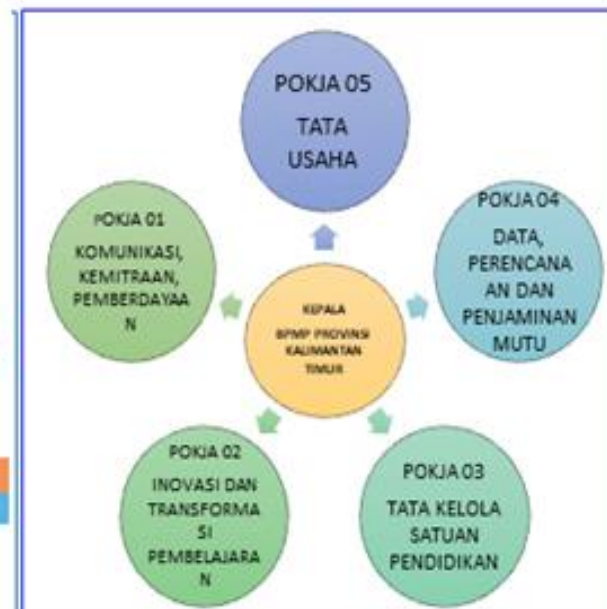 POKJA 05
TATA
USAHA
POKJA 01
KOMUNIKASI,
KEMITRAAN,
PEMBERDAYAA
N
POKJA 04
DATA,
PERENCANA
AN DAN
PENJAMINAN
MUTU
KEPALA
BPMP PROVINSI
KALIMANTAN
TIMUR
POKJA 02
INOVASI DAN
TRANSFORMA
SI
PEMBELAJARA
N
POKJA 03
TATA KELOLA
SATUAN
PENDIDIKAN